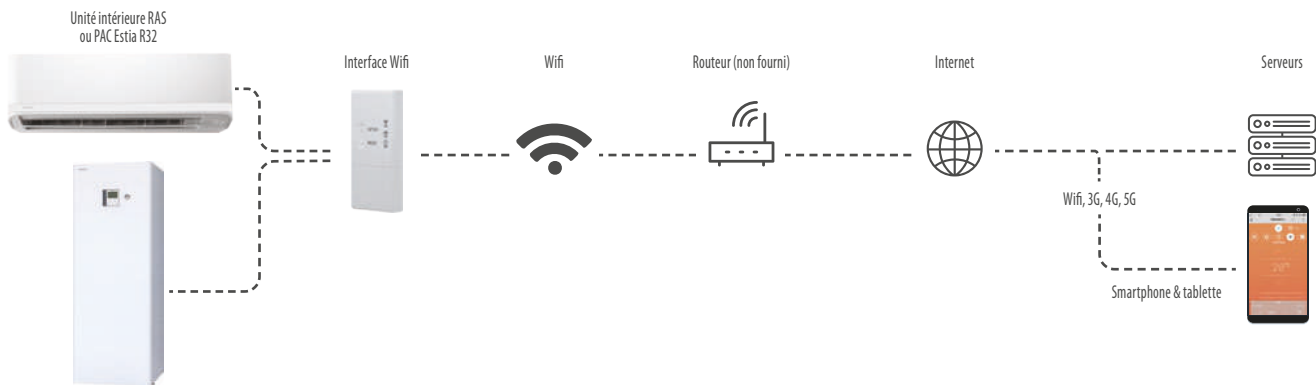 Unité intérieure RAS
ou PAC Estia R32
Interface Wifi
Wifi
Routeur (non fourni)
Internet
Serveurs
Wifi, 3G, 4G, 5G
Smartphone & tablette